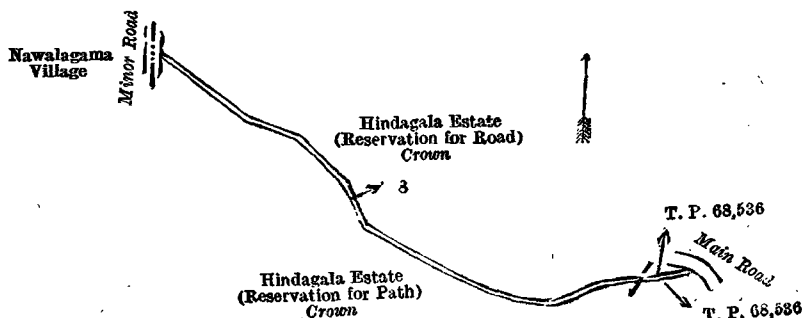 Nawalagama
Village
Minor Road
Hindagala Estate
(Reservation for Road)
Crown
3
T. P. 68,536
Main Road
Hindagala Estate
(Reservation for Path)
Crown
T. P. 68,536